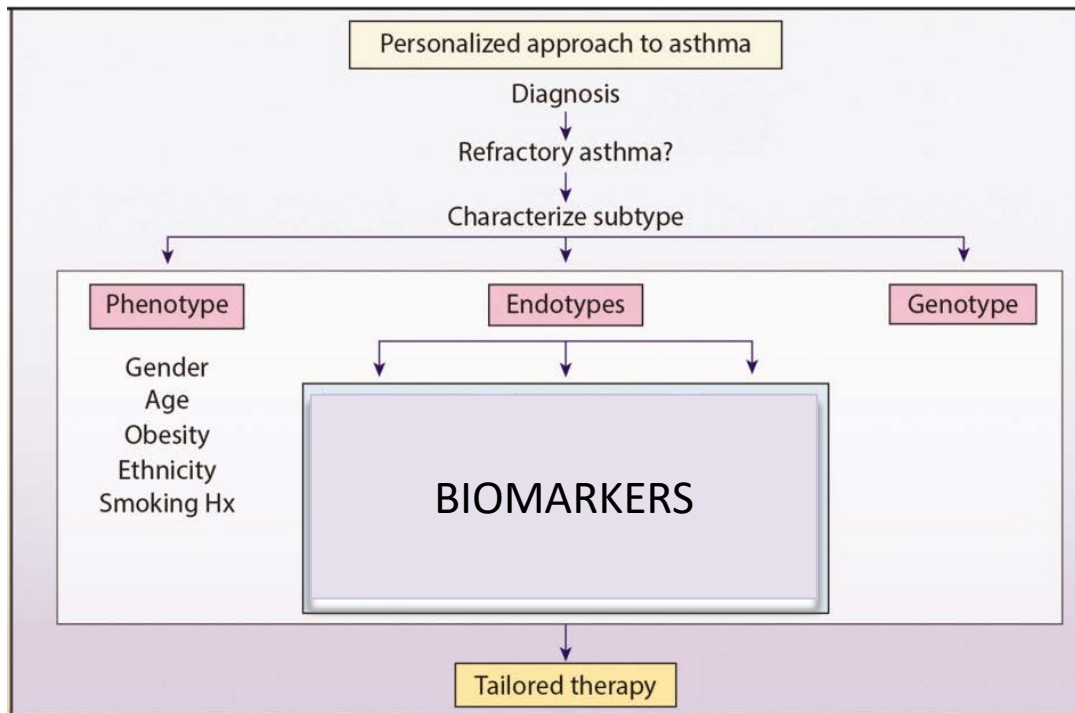 Personalized approach to asthma
Diagnosis
Refractory asthma?
Characterize subtype
Phenotype
Endotypes
Genotype
Gender
Age
Obesity
Ethnicity
Smoking Hx
BIOMARKERS
Tailored therapy